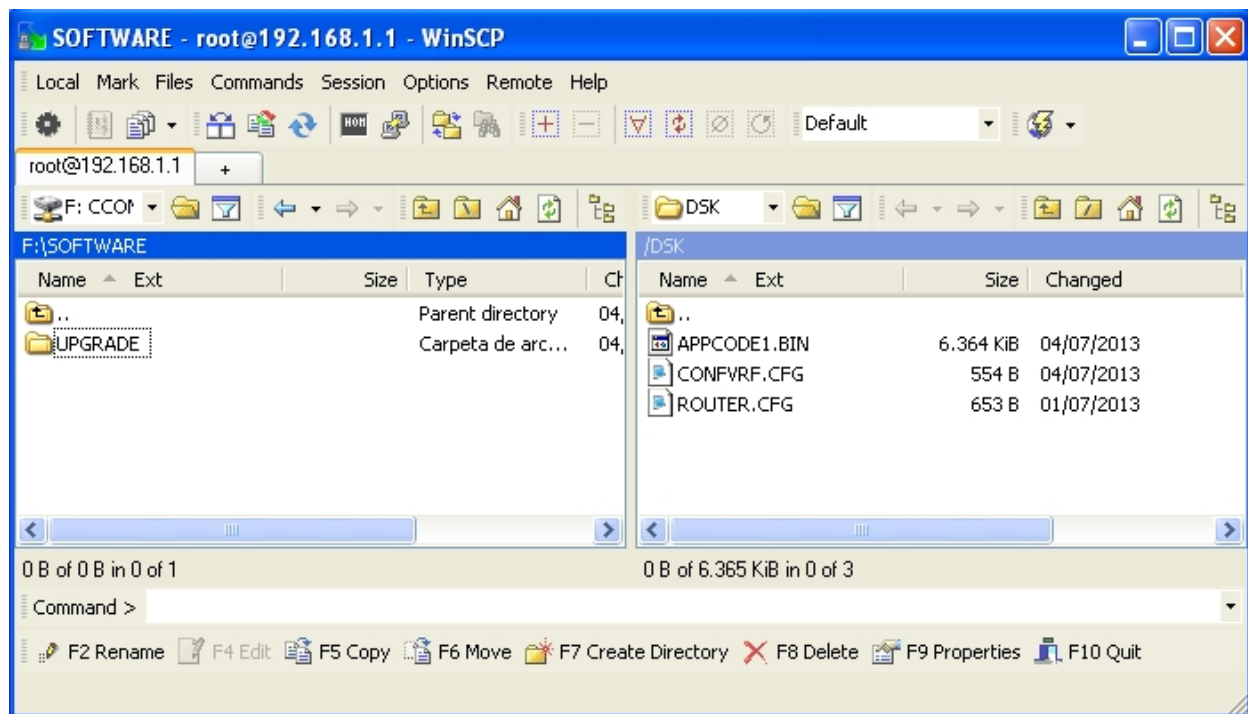 SOFTWARE - root@192.168.1.1 - WinSCP
Local Mark Files Commands Session Options Remote Help
Default
root@192.168.1.1 +
F: CCO DSK
F:\SOFTWARE /DSK
Name Ext Size Type Ch Name Ext Size Changed
.. Parent directory 04, ..
UPGRADE Carpeta de arc... 04, APPCODE1.BIN 6.364 KiB 04/07/2013
CONFVRF.CFG 554 B 04/07/2013
ROUTER.CFG 653 B 01/07/2013
0 B of 0 B in 0 of 1 0 B of 6.365 KiB in 0 of 3
Command >
F2 Rename F4 Edit F5 Copy F6 Move F7 Create Directory F8 Delete F9 Properties F10 Quit